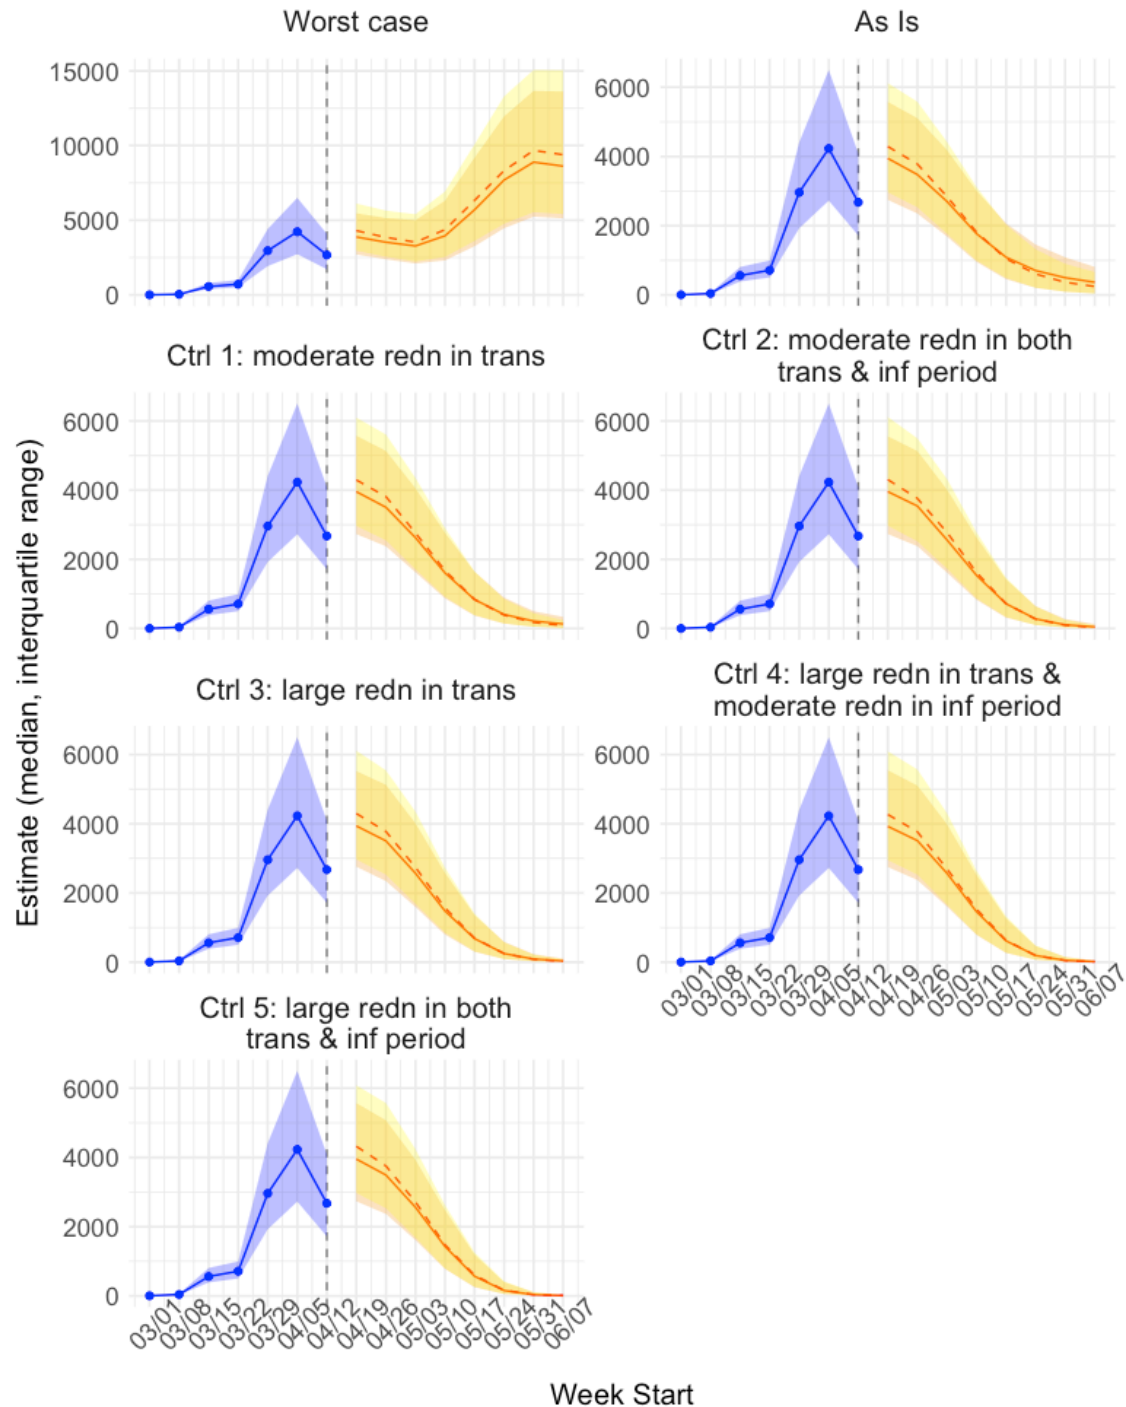 Worst case
As Is
15000
10000
5000
0
6000
4000
2000
0
Ctrl 1: moderate redn in trans
Ctrl 2: moderate redn in both
trans & inf period
6000
4000
2000
0
6000
4000
2000
0
Estimate (median, interquartile range)
Ctrl 3: large redn in trans
Ctrl 4: large redn in trans &
moderate redn in inf period
6000
4000
2000
0
6000
4000
2000
0
03/01 03/08 03/15 03/22 03/29 04/05 04/12 04/19 04/26 05/03 05/10 05/17 05/24 05/31 06/07
Ctrl 5: large redn in both
trans & inf period
6000
4000
2000
0
03/01 03/08 03/15 03/22 03/29 04/05 04/12 04/19 04/26 05/03 05/10 05/17 05/24 05/31 06/07
Week Start